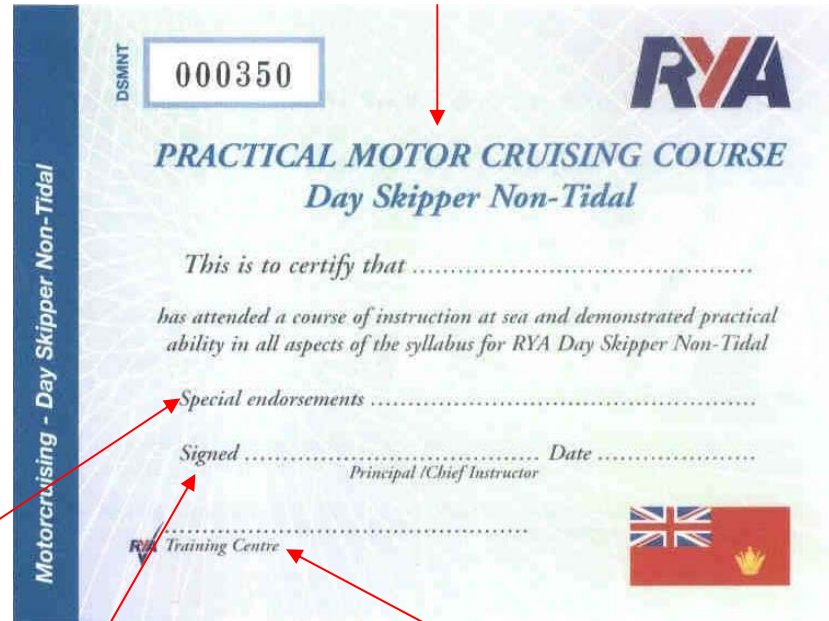 DSMNT
000350
RYA
PRACTICAL MOTOR CRUISING COURSE
Day Skipper Non-Tidal
This is to certify that ..........................................
has attended a course of instruction at sea and demonstrated practical
ability in all aspects of the syllabus for RYA Day Skipper Non-Tidal
Special endorsements ......................................................
Signed ........................................ Date ......................
Principal /Chief Instructor
..................................................
RYA Training Centre
Motorcruising - Day Skipper Non-Tidal